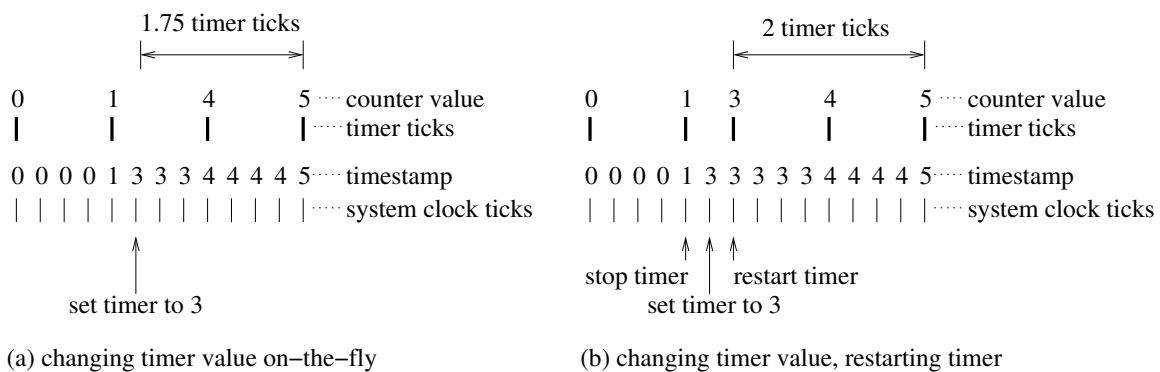 1.75 timer ticks
0 1 4 5 counter value
timer ticks
0 0 0 0 1 3 3 3 4 4 4 4 5 timestamp
system clock ticks
set timer to 3
(a) changing timer value on−the−fly
2 timer ticks
0 1 3 4 5 counter value
timer ticks
0 0 0 0 1 3 3 3 3 3 4 4 4 4 5 timestamp
system clock ticks
stop timer restart timer
set timer to 3
(b) changing timer value, restarting timer